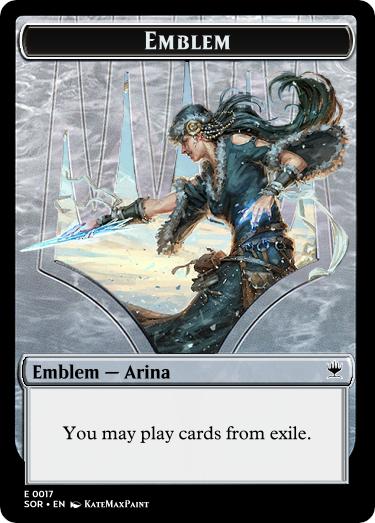 EMBLEM
Emblem — Arina
You may play cards from exile.
E 0017
SOR • EN KATEMAXPAINT